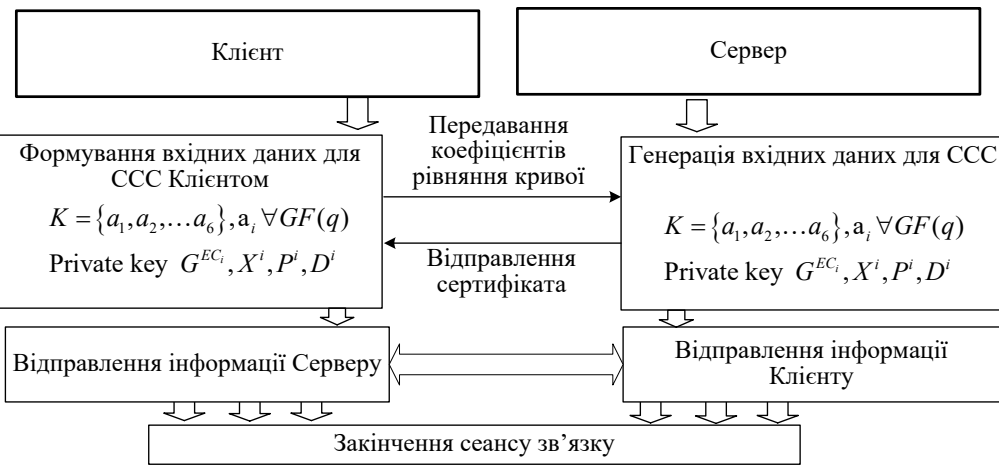 Клієнт
Сервер
Формування вхідних даних для
ССС Клієнтом
K = {a₁, a₂, … a₆}, aᵢ ∀GF(q)
Private key G^{EC_i}, X^i, P^i, D^i
Передавання
коефіцієнтів
рівняння кривої
Відправлення
сертифіката
Генерація вхідних даних для ССС
K = {a₁, a₂, … a₆}, aᵢ ∀GF(q)
Private key G^{EC_i}, X^i, P^i, D^i
Відправлення інформації Серверу
Відправлення інформації
Клієнту
Закінчення сеансу зв’язку